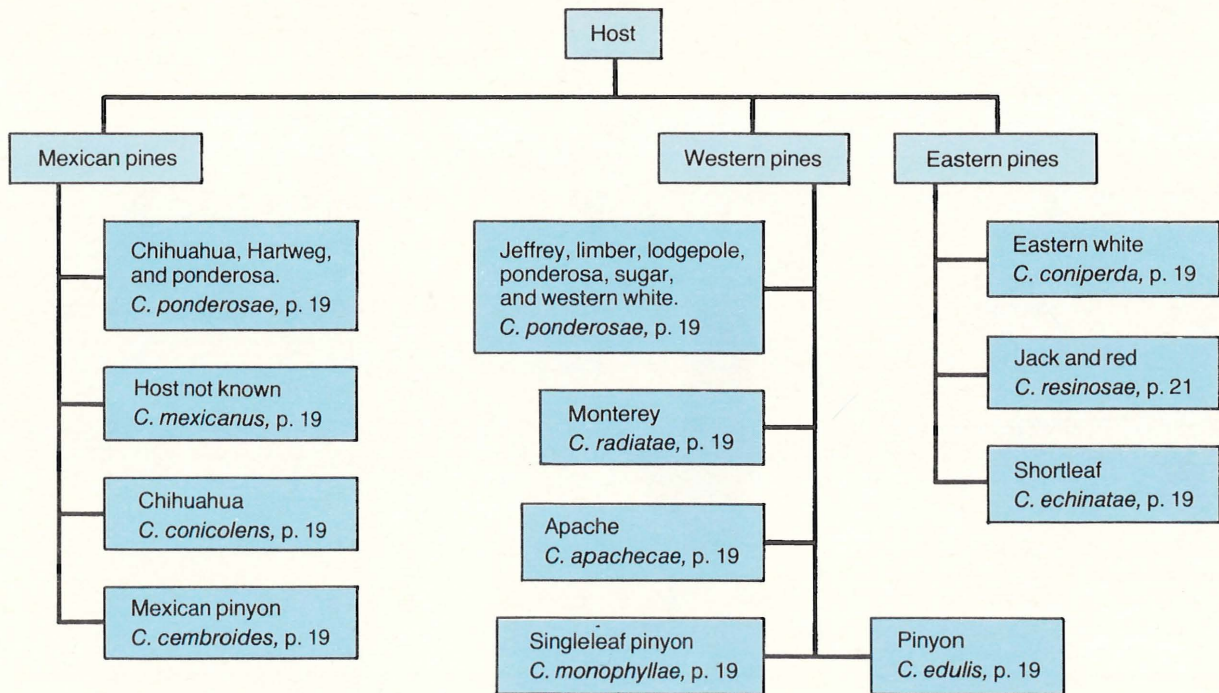 Host
Mexican pines
Chihuahua, Hartweg,
and ponderosa.
C. ponderosae, p. 19
Host not known
C. mexicanus, p. 19
Chihuahua
C. conicolens, p. 19
Mexican pinyon
C. cembroides, p. 19
Western pines
Jeffrey, limber, lodgepole,
ponderosa, sugar,
and western white.
C. ponderosae, p. 19
Monterey
C. radiatae, p. 19
Apache
C. apachecae, p. 19
Singleleaf pinyon
C. monophyllae, p. 19
Pinyon
C. edulis, p. 19
Eastern pines
Eastern white
C. coniperda, p. 19
Jack and red
C. resinosae, p. 21
Shortleaf
C. echinatae, p. 19